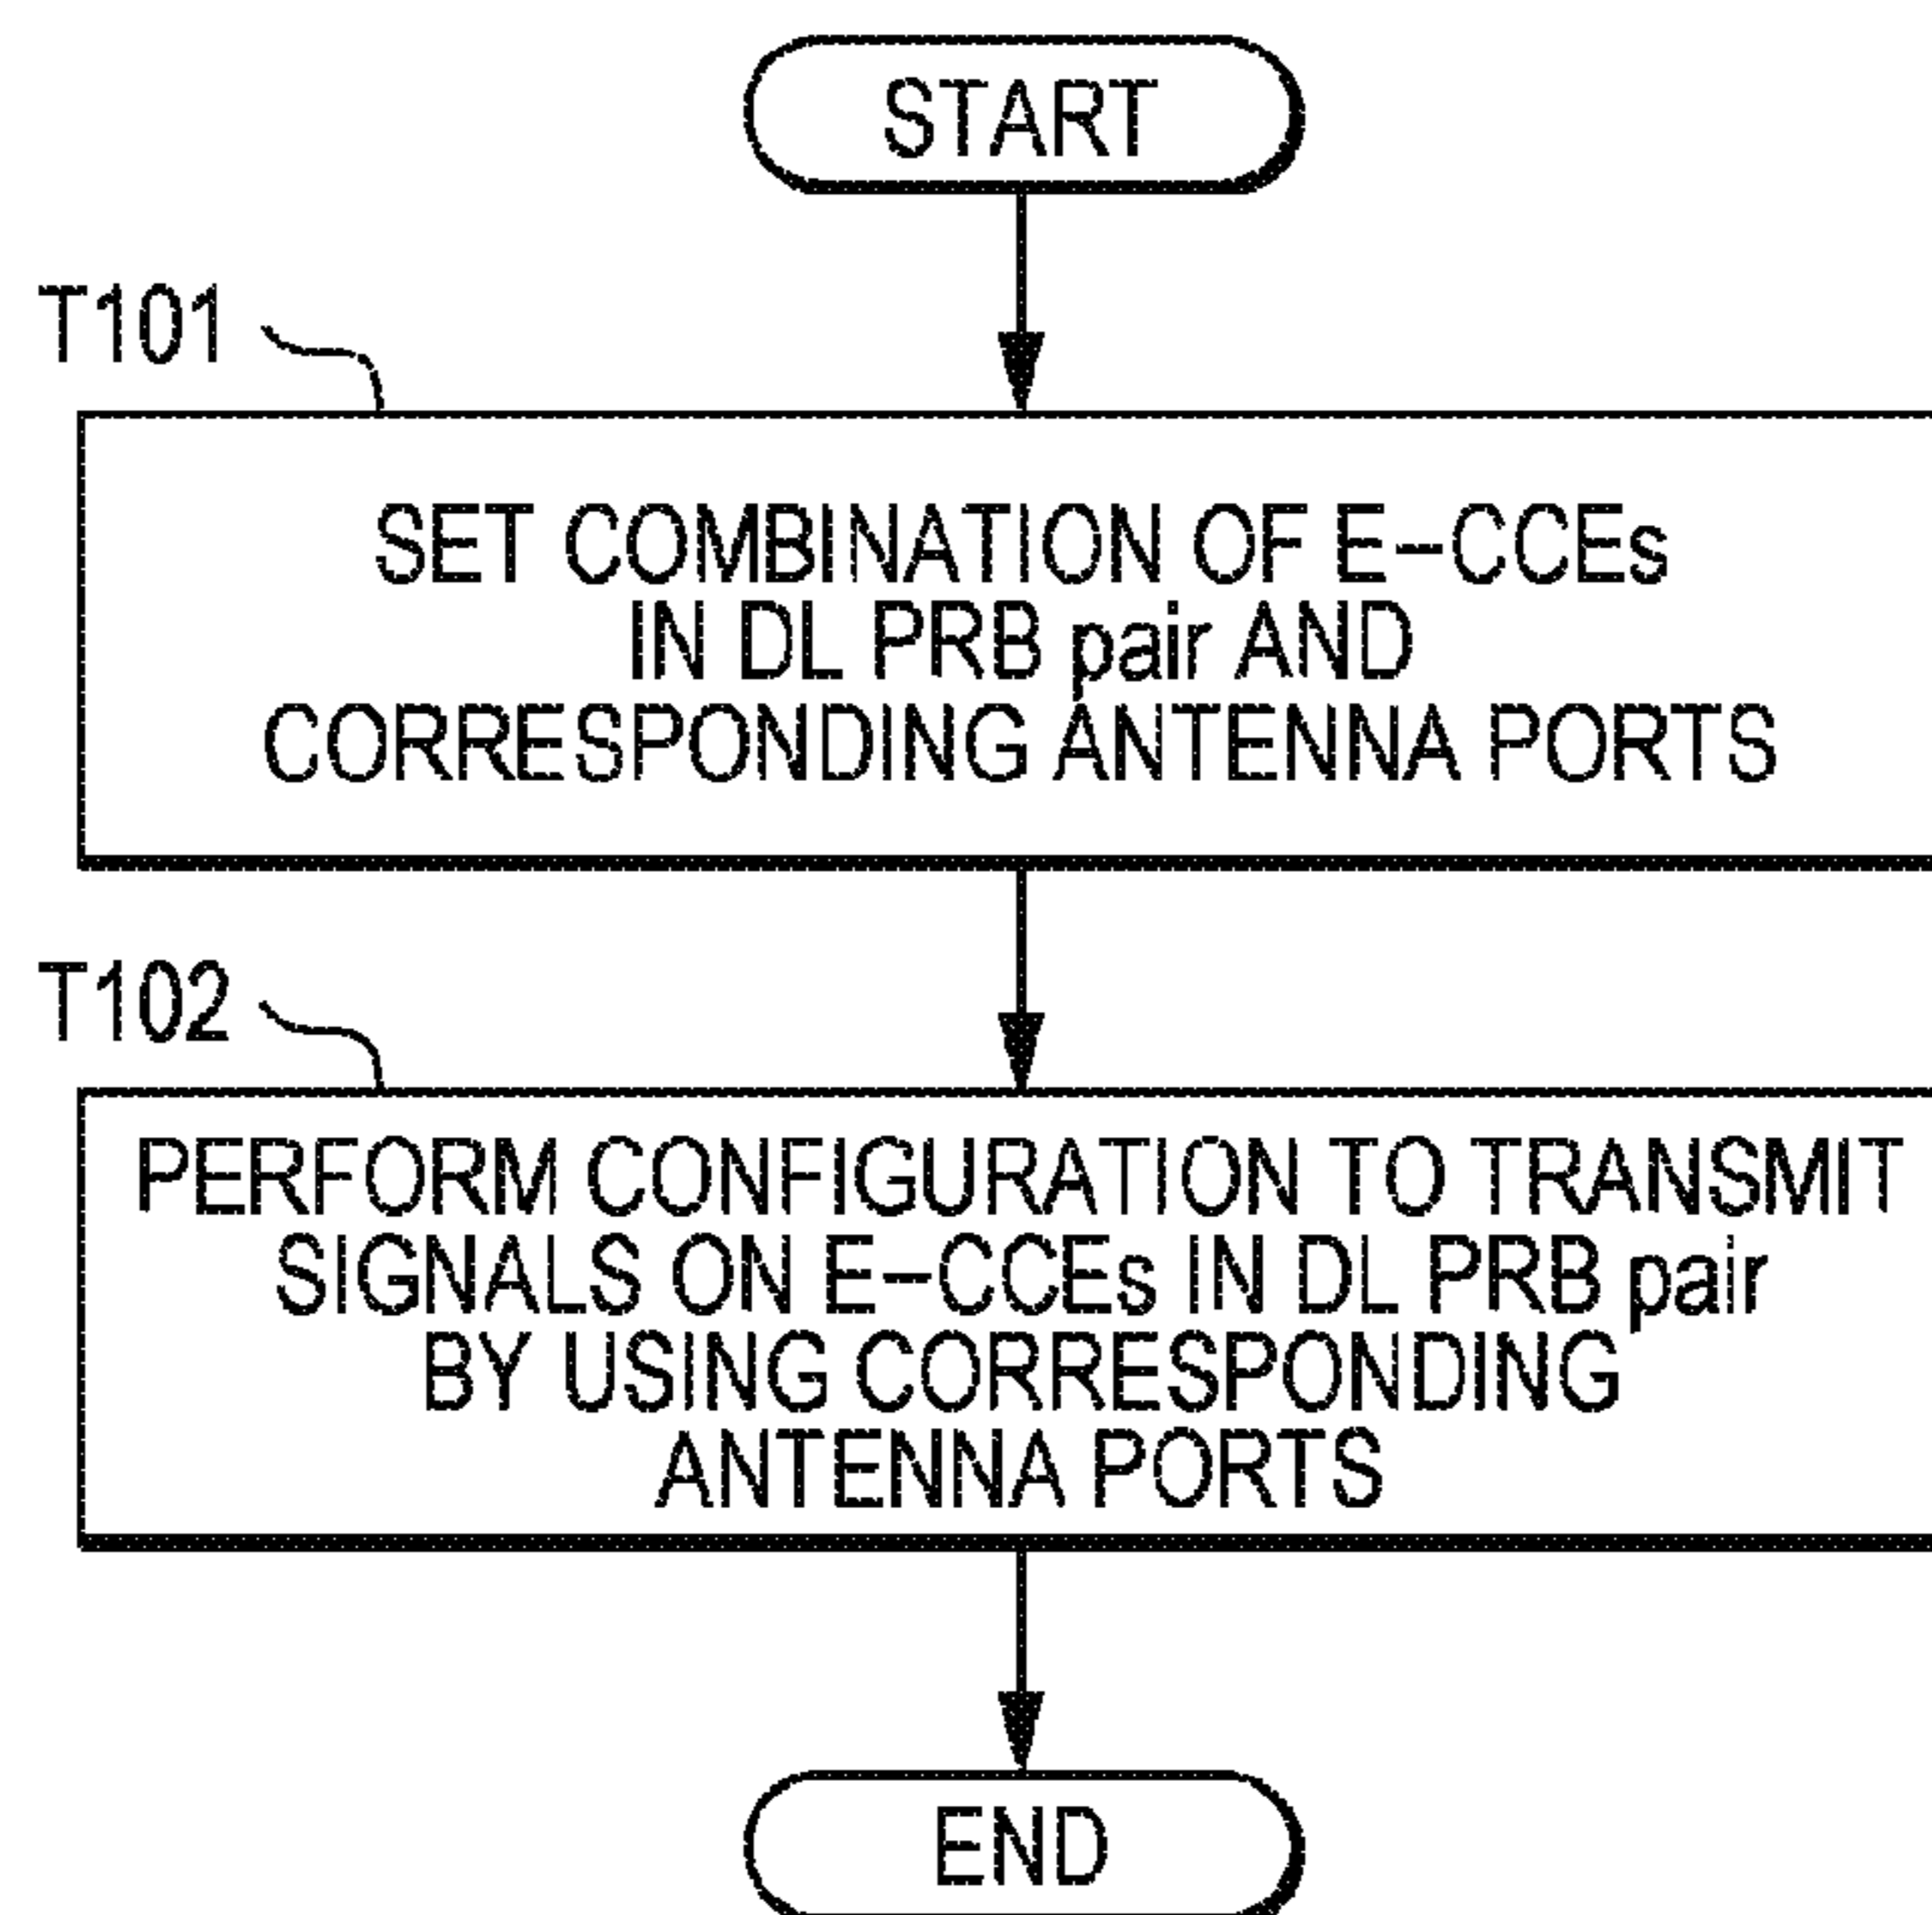 START
T101
SET COMBINATION OF E-CCEs
IN DL PRB pair AND
CORRESPONDING ANTENNA PORTS
T102
PERFORM CONFIGURATION TO TRANSMIT
SIGNALS ON E-CCEs IN DL PRB pair
BY USING CORRESPONDING
ANTENNA PORTS
END